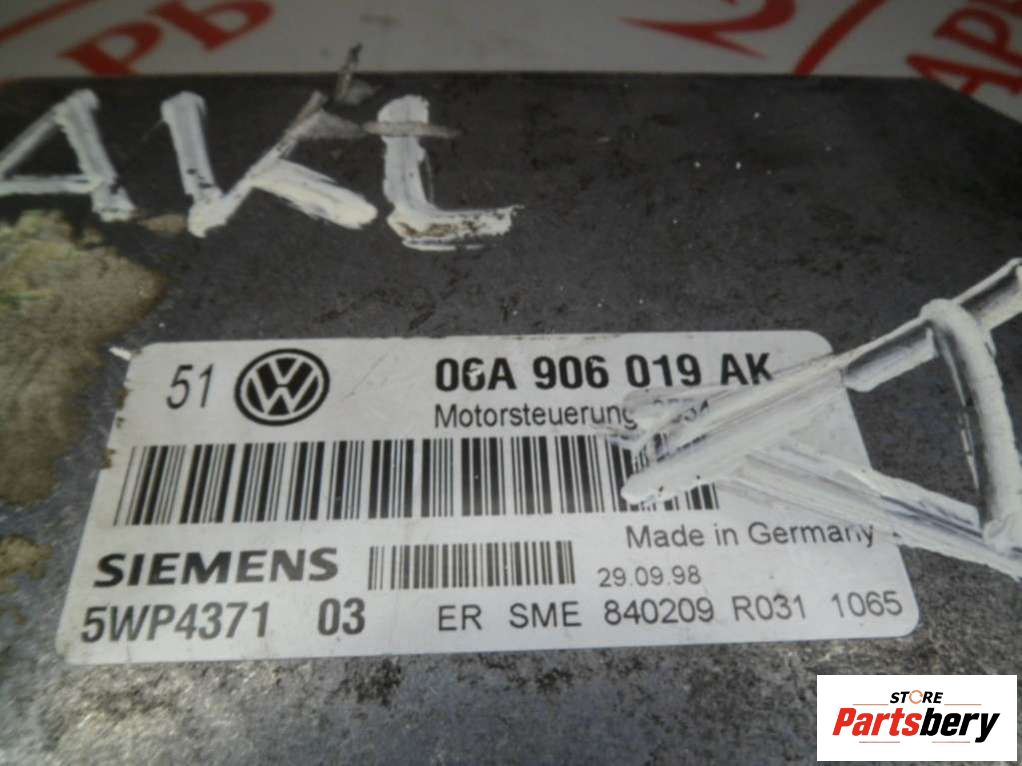 AKL
51 VW 06A 906 019 AK
Motorsteuerung
Made in Germany
SIEMENS 29.09.98
5WP4371 03 ER SME 840209 R031 1065
STORE
Partsbery